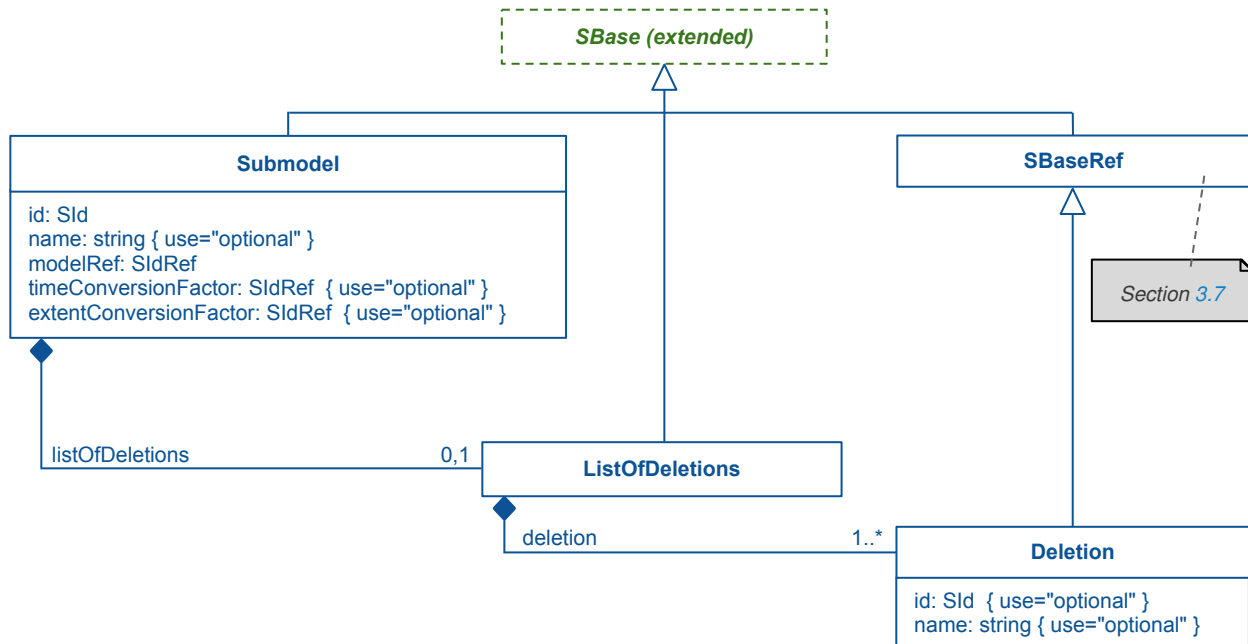 SBase (extended)
Submodel
id: SId
name: string { use="optional" }
modelRef: SIdRef
timeConversionFactor: SIdRef { use="optional" }
extentConversionFactor: SIdRef { use="optional" }
SBaseRef
Section 3.7
listOfDeletions
0,1
ListOfDeletions
deletion
1..*
Deletion
id: SId { use="optional" }
name: string { use="optional" }